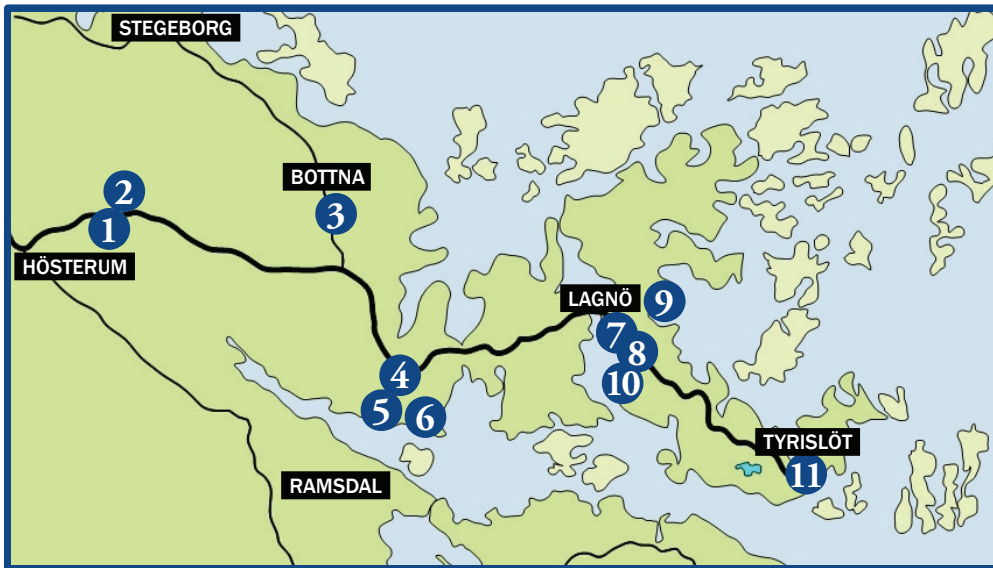 STEGEBORG
BOTTNA
2
3
1
HÖSTERUM
LAGNÖ
9
7
8
4
10
5
6
TYRISLÖT
11
RAMSDAL